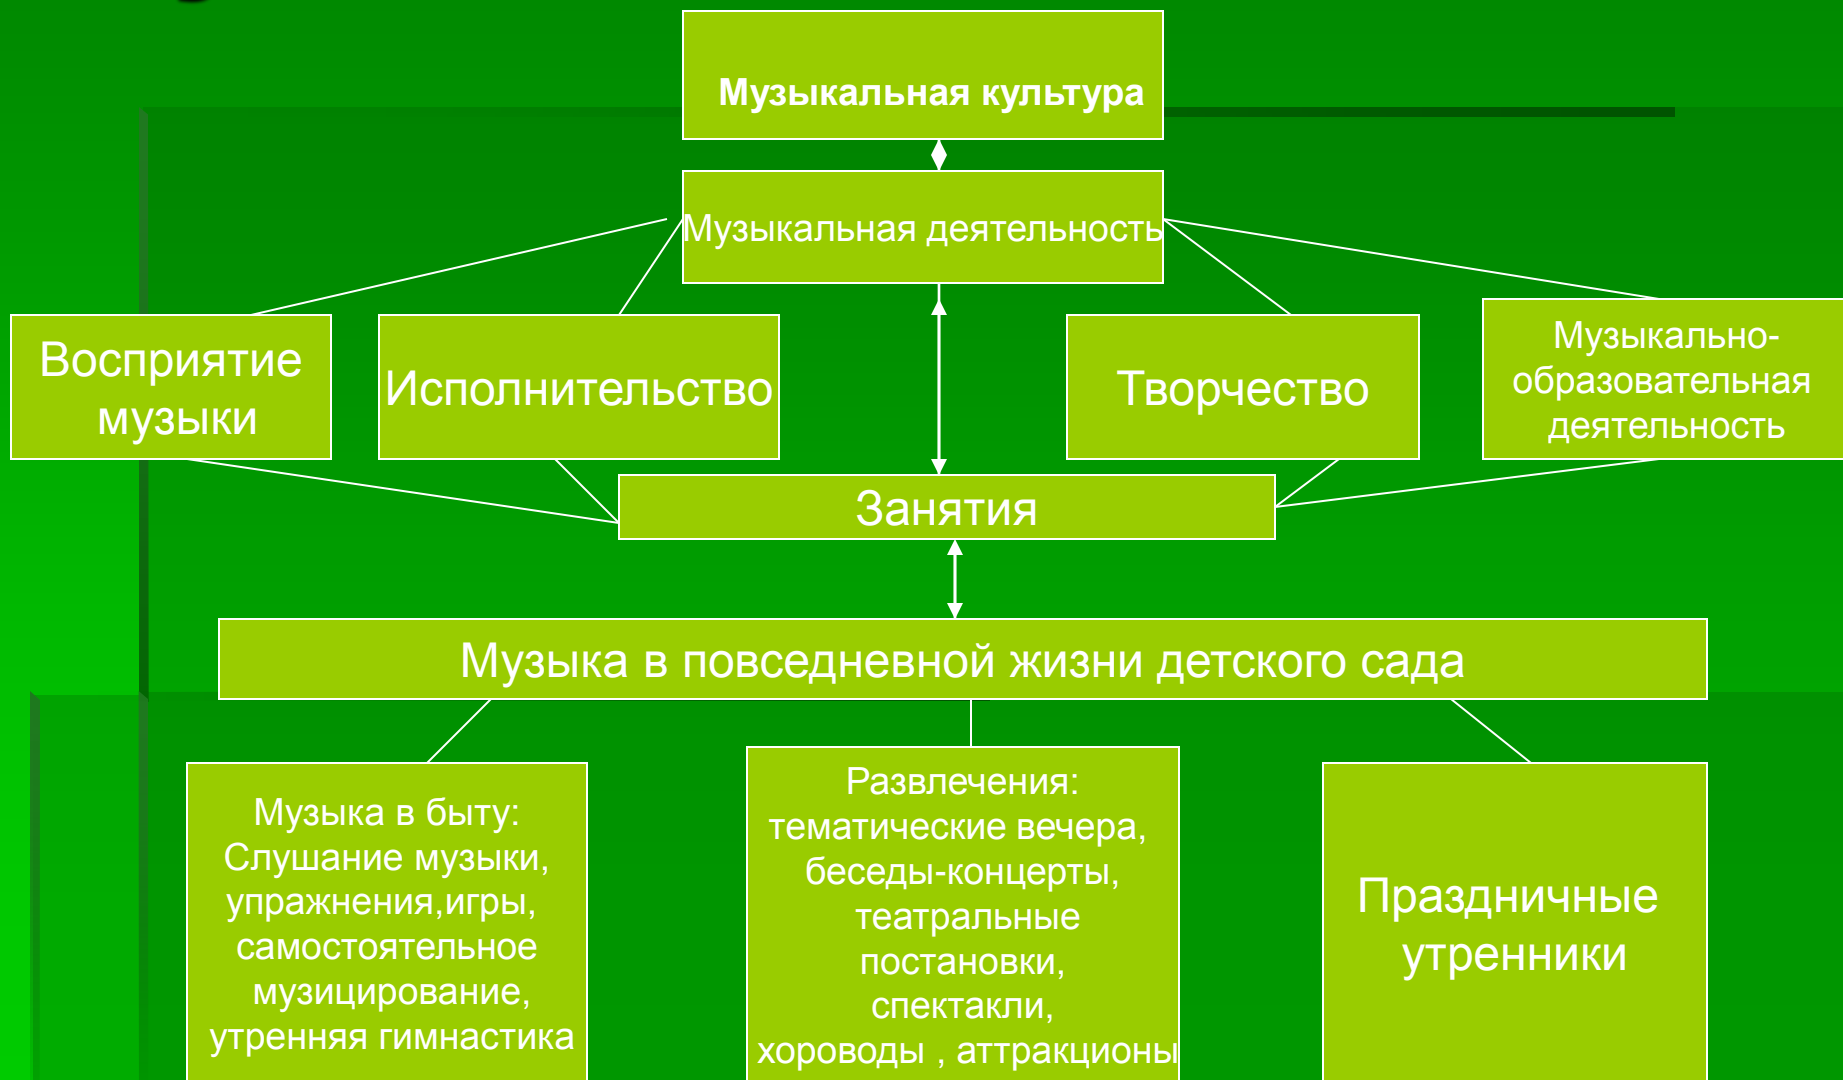 Музыкальная культура
Музыкальная деятельность
Восприятие
музыки
Исполнительство
Творчество
Музыкально-
образовательная
деятельность
Занятия
Музыка в повседневной жизни детского сада
Музыка в быту:
Слушание музыки,
упражнения,игры,
самостоятельное
музицирование,
утренняя гимнастика
Развлечения:
тематические вечера,
беседы-концерты,
театральные
постановки,
спектакли,
хороводы , аттракционы
Праздничные
утренники